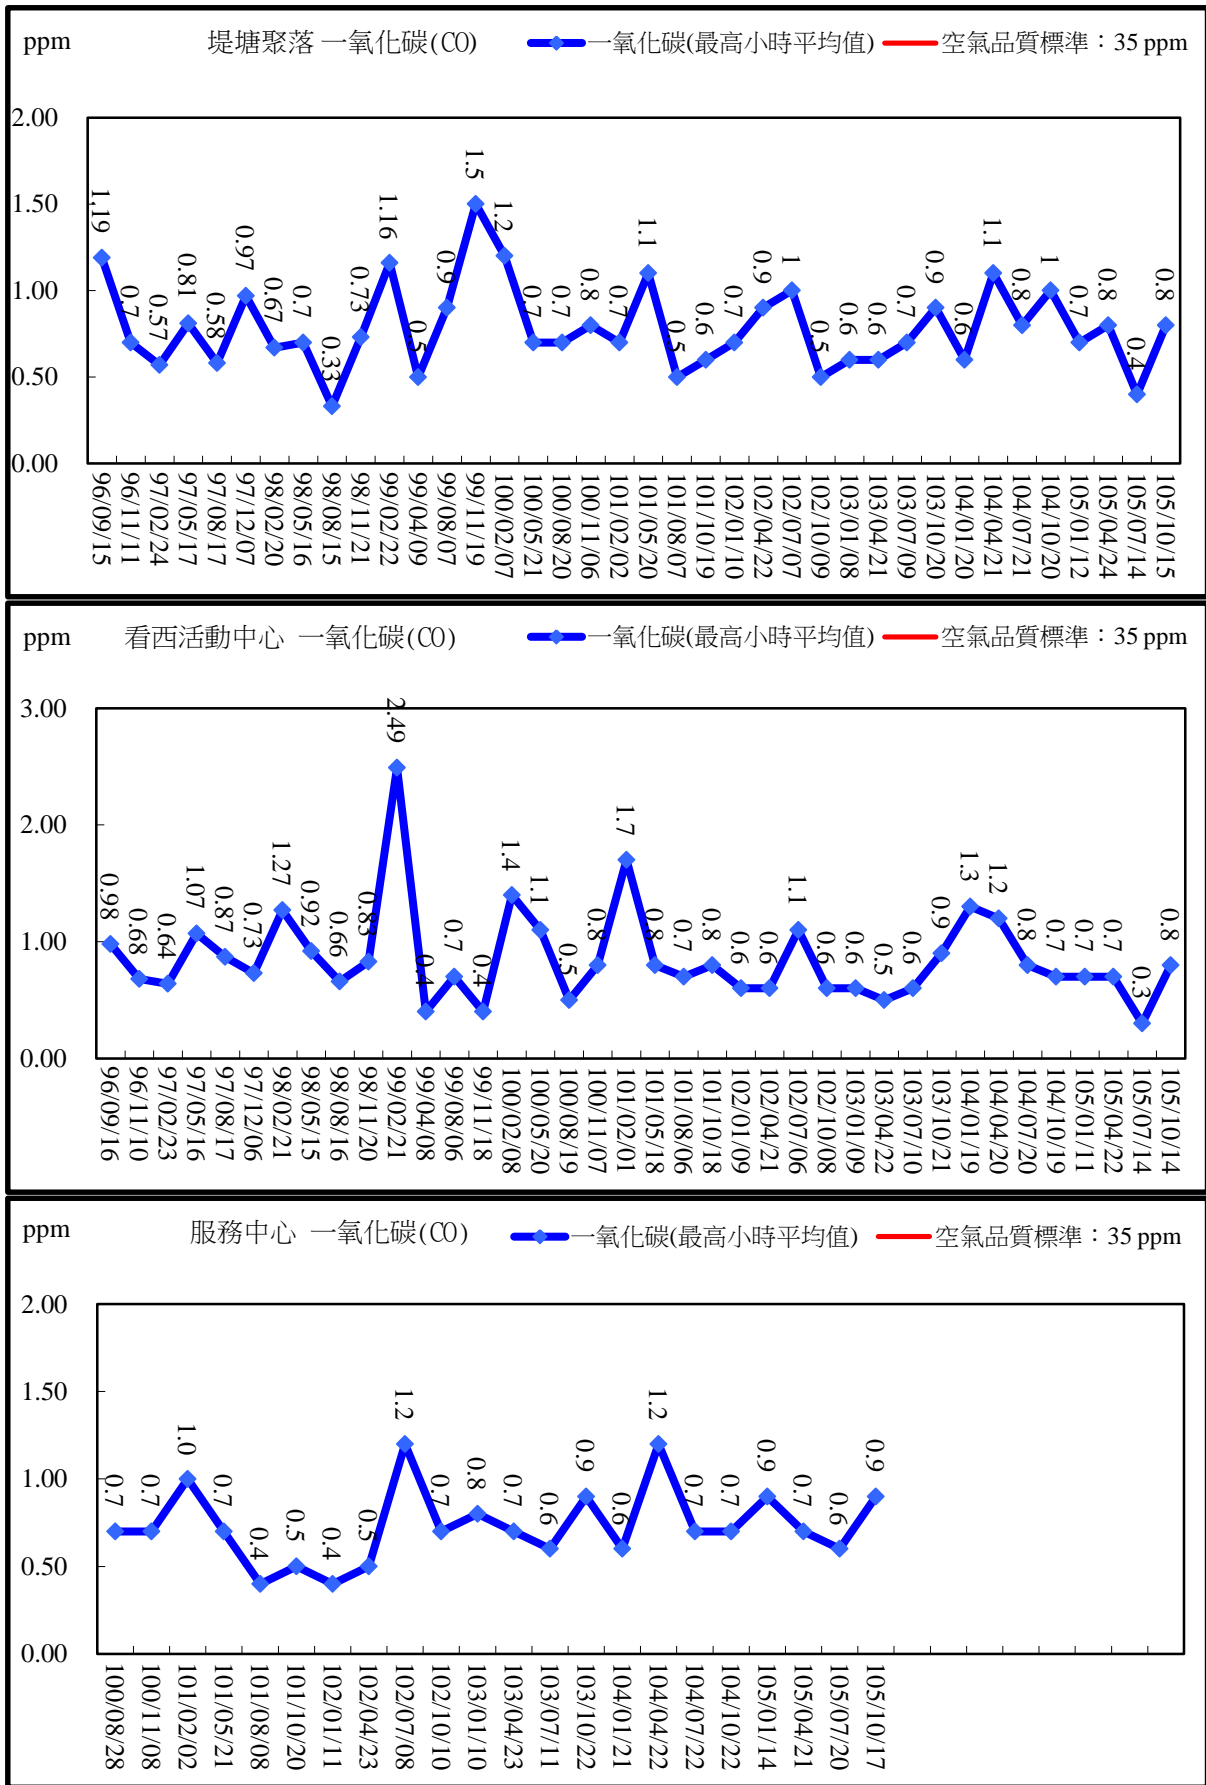 ppm 堤塘聚落 一氧化碳(CO) 一氧化碳(最高小時平均值) 空氣品質標準：35 ppm
2.00
1.50
1.00
0.50
0.00
1.19 0.7 0.57 0.81 0.58 0.97 0.67 0.7 0.33 0.73 1.16 0.5 0.9 1.5 1.2 0.7 0.7 0.8 0.7 1.1 0.5 0.6 0.7 0.9 1 0.5 0.6 0.6 0.7 0.9 0.6 1.1 0.8 1 0.7 0.8 0.4 0.8
96/09/15 96/11/11 97/02/24 97/05/17 97/08/17 97/12/07 98/02/20 98/05/16 98/08/15 98/11/21 99/02/22 99/04/09 99/08/07 99/11/19 100/02/07 100/05/21 100/08/20 100/11/06 101/02/02 101/05/20 101/08/07 101/10/19 102/01/10 102/04/22 102/07/07 102/10/09 103/01/08 103/04/21 103/07/09 103/10/20 104/01/20 104/04/21 104/07/21 104/10/20 105/01/12 105/04/24 105/07/14 105/10/15
ppm 看西活動中心 一氧化碳(CO) 一氧化碳(最高小時平均值) 空氣品質標準：35 ppm
3.00
2.00
1.00
0.00
0.98 0.68 0.64 1.07 0.87 0.73 1.27 0.92 0.66 0.83 2.49 0.4 0.7 0.4 1.4 1.1 0.5 0.8 1.7 0.8 0.7 0.8 0.6 0.6 1.1 0.6 0.6 0.5 0.6 0.9 1.3 1.2 0.8 0.7 0.7 0.7 0.3 0.8
96/09/16 96/11/10 97/02/23 97/05/16 97/08/17 97/12/06 98/02/21 98/05/15 98/08/16 98/11/20 99/02/21 99/04/08 99/08/06 99/11/18 100/02/08 100/05/20 100/08/19 100/11/07 101/02/01 101/05/18 101/08/06 101/10/18 102/01/09 102/04/21 102/07/06 102/10/08 103/01/09 103/04/22 103/07/10 103/10/21 104/01/19 104/04/20 104/07/20 104/10/19 105/01/11 105/04/22 105/07/14 105/10/14
ppm 服務中心 一氧化碳(CO) 一氧化碳(最高小時平均值) 空氣品質標準：35 ppm
2.00
1.50
1.00
0.50
0.00
0.7 0.7 1.0 0.7 0.4 0.5 0.4 0.5 1.2 0.7 0.8 0.7 0.6 0.9 0.6 1.2 0.7 0.7 0.9 0.7 0.6 0.9
100/08/28 100/11/08 101/02/02 101/05/21 101/08/08 101/10/20 102/01/11 102/04/23 102/07/08 102/10/10 103/01/10 103/04/23 103/07/11 103/10/22 104/01/21 104/04/22 104/07/22 104/10/22 105/01/14 105/04/21 105/07/20 105/10/17